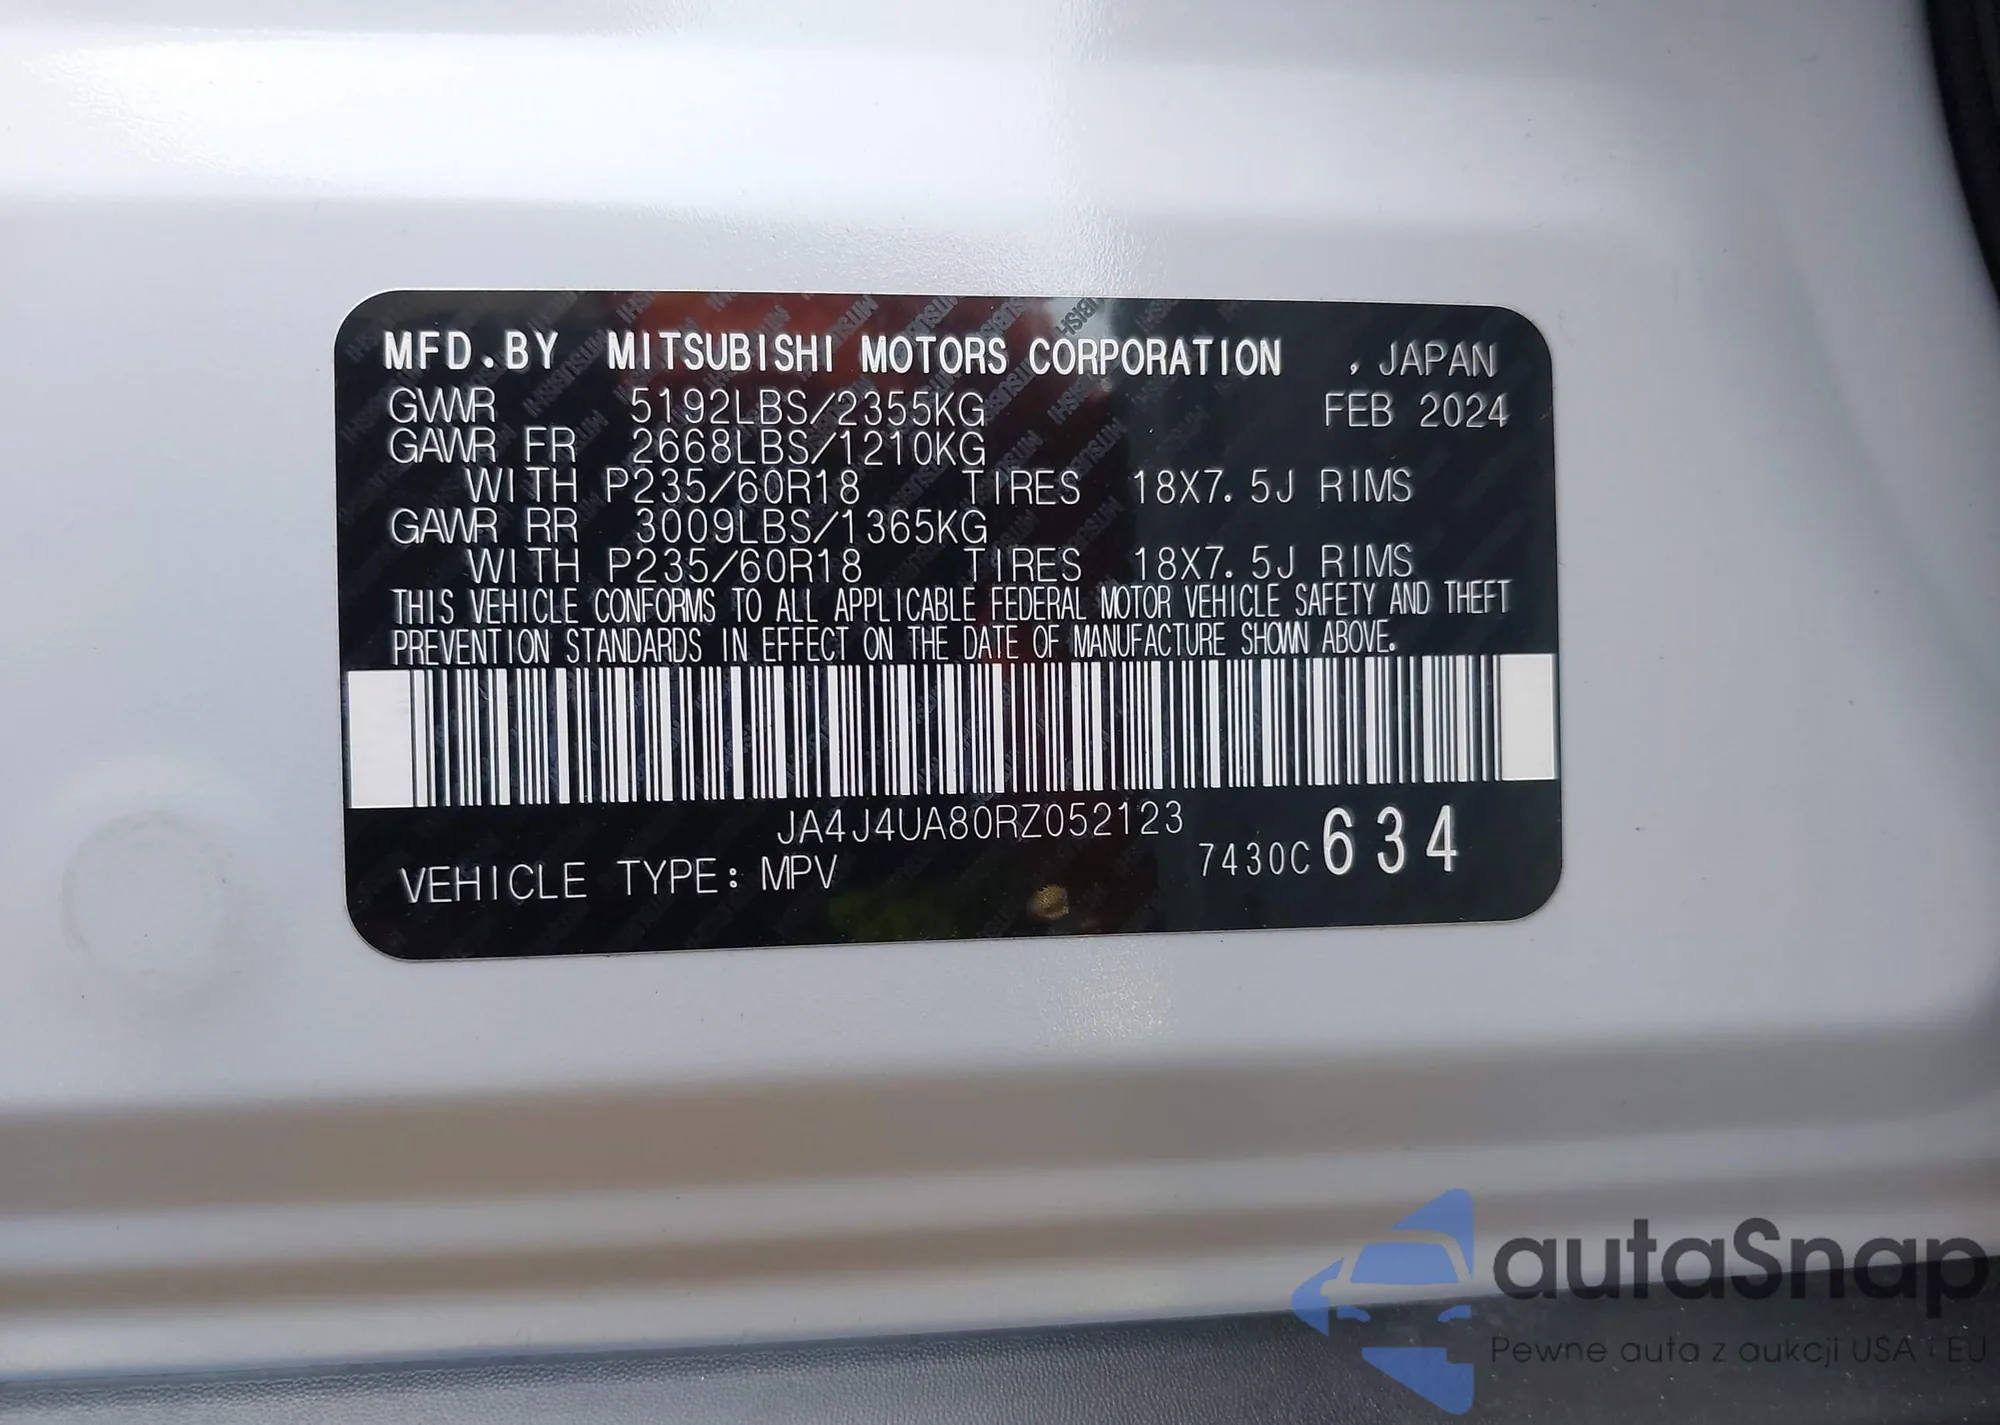 MFD.BY MITSUBISHI MOTORS CORPORATION , JAPAN
GVWR 5192LBS/2355KG FEB 2024
GAWR FR 2668LBS/1210KG
WITH P235/60R18 TIRES 18X7.5J RIMS
GAWR RR 3009LBS/1365KG
WITH P235/60R18 TIRES 18X7.5J RIMS
THIS VEHICLE CONFORMS TO ALL APPLICABLE FEDERAL MOTOR VEHICLE SAFETY AND THEFT
PREVENTION STANDARDS IN EFFECT ON THE DATE OF MANUFACTURE SHOWN ABOVE.
JA4J4UA80RZ052123
VEHICLE TYPE: MPV 7430C 634
autoSnap
Pewne auta z aukcji USA i EU